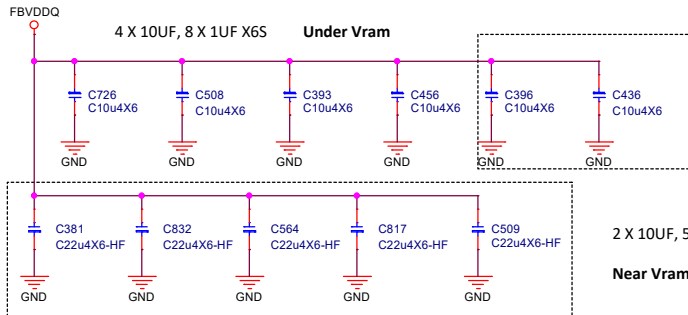 FBVDDQ
4 X 10UF, 8 X 1UF X6S Under Vram
C726 C508 C393 C456 C396 C436
C10u4X6 C10u4X6 C10u4X6 C10u4X6 C10u4X6 C10u4X6
GND GND GND GND GND GND
C381 C832 C564 C817 C509
C22u4X6-HF C22u4X6-HF C22u4X6-HF C22u4X6-HF C22u4X6-HF
2 X 10UF, 5
Near Vram
GND GND GND GND GND